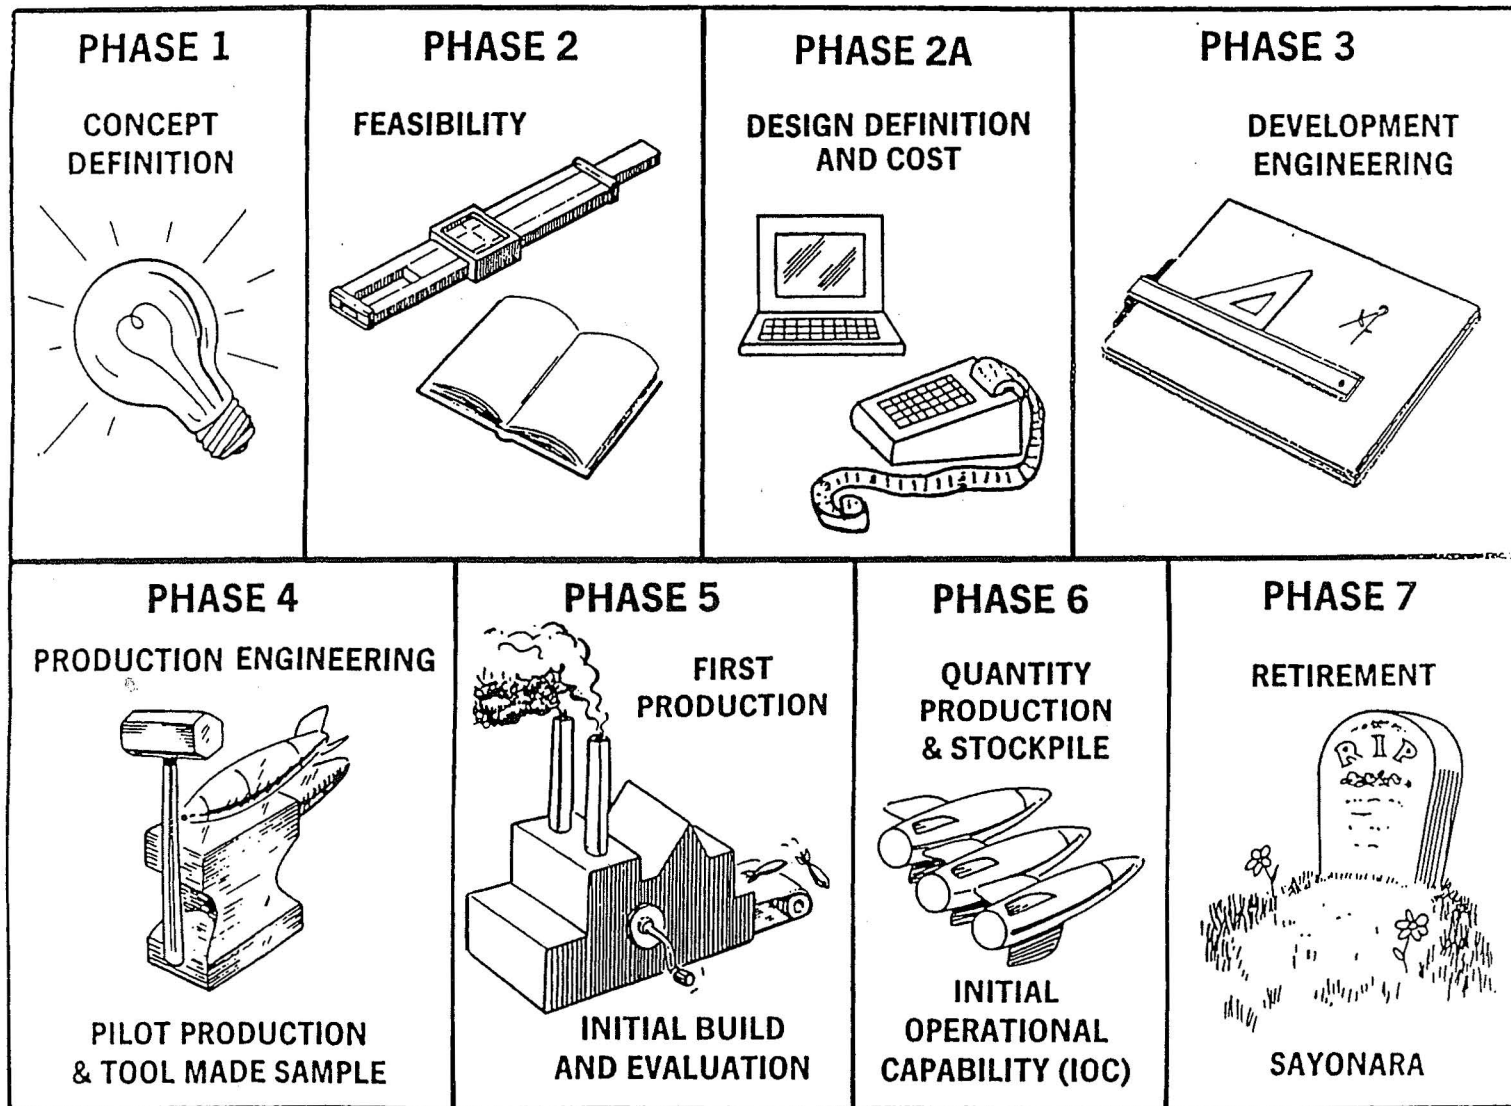 PHASE 1
CONCEPT
DEFINITION
PHASE 2
FEASIBILITY
PHASE 2A
DESIGN DEFINITION
AND COST
PHASE 3
DEVELOPMENT
ENGINEERING
PHASE 4
PRODUCTION ENGINEERING
PILOT PRODUCTION
& TOOL MADE SAMPLE
PHASE 5
FIRST
PRODUCTION
INITIAL BUILD
AND EVALUATION
PHASE 6
QUANTITY
PRODUCTION
& STOCKPILE
INITIAL
OPERATIONAL
CAPABILITY (IOC)
PHASE 7
RETIREMENT
RIP
SAYONARA